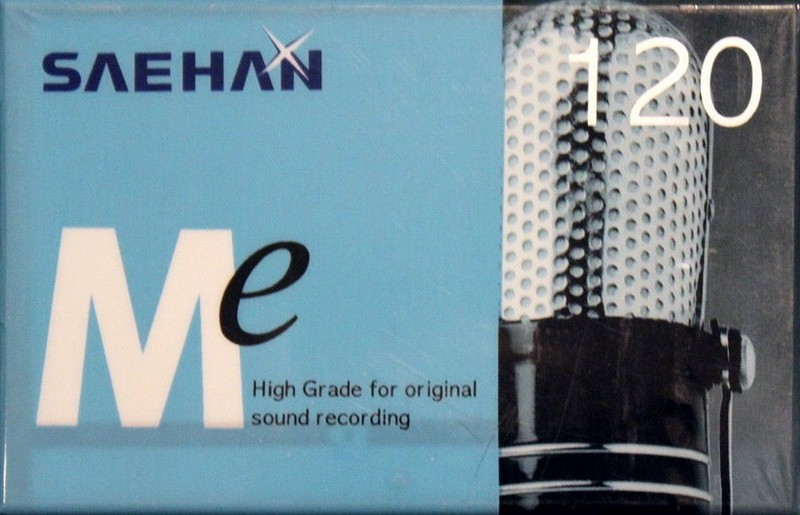 SAEHAN
120
Me
High Grade for original
sound recording